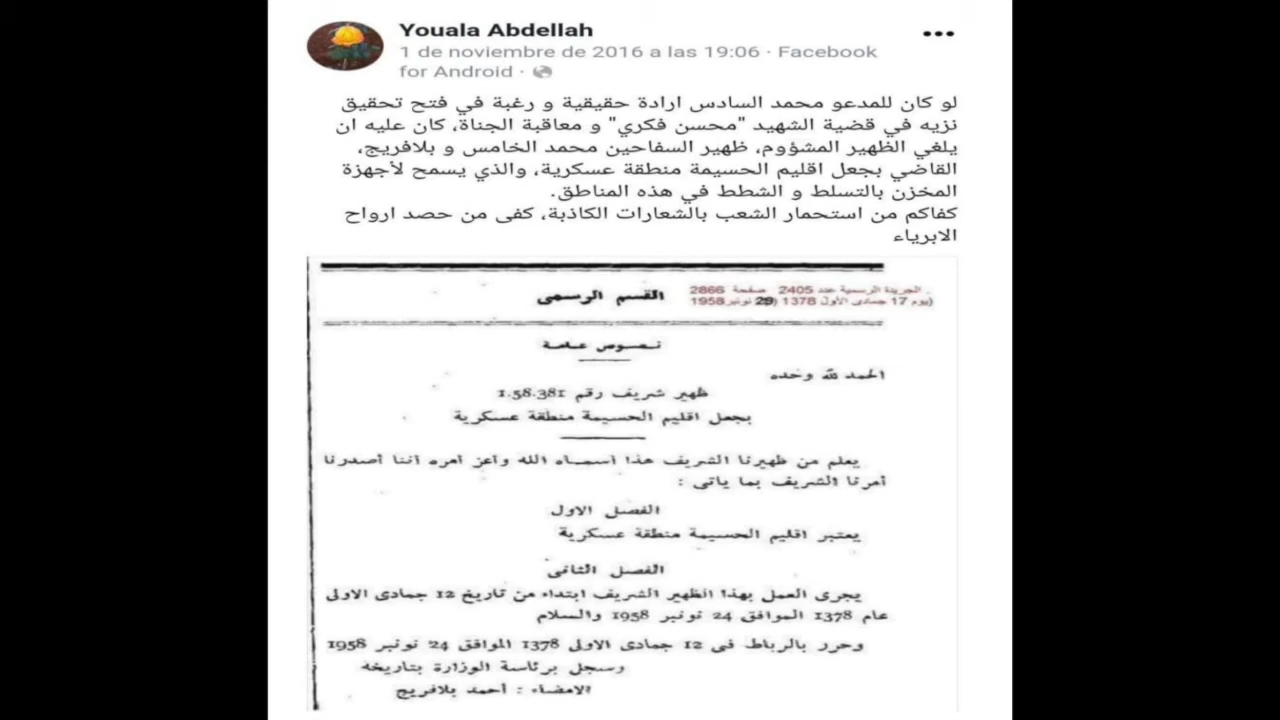 Youala Abdellah
1 de noviembre de 2016 a las 19:06 · Facebook
for Android ·
لو كان للمدعو محمد السادس ارادة حقيقية و رغبة في فتح تحقيق
نزيه في قضية الشهيد "محسن فكري" و معاقبة الجناة، كان عليه ان
يلغي الظهير المشؤوم، ظهير السفاحين محمد الخامس و بلافريج،
القاضي بجعل اقليم الحسيمة منطقة عسكرية، والذي يسمح لأجهزة
المخزن بالتسلط و الشطط في هذه المناطق.
كفاكم من استحمار الشعب بالشعارات الكاذبة، كفى من حصد ارواح
الابرياء
الجريدة الرسمية عدد 2405 صفحة 2866
(يوم 17 جمادى الأول 1378 (29 نونبر 1958
القسم الرسمى
نصوص عامة
الحمد لله وحده
ظهير شريف رقم 1.58.381
بجعل اقليم الحسيمة منطقة عسكرية
يعلم من ظهيرنا الشريف هذا اسماه الله وأعز أمره اننا أصدرنا
أمرنا الشريف بما ياتى :
الفصل الاول
يعتبر اقليم الحسيمة منطقة عسكرية
الفصل الثانى
يجرى العمل بهذا الظهير الشريف ابتداء من تاريخ 12 جمادى الاولى
عام 1378 الموافق 24 نونبر 1958 والسلام
وحرر بالرباط فى 12 جمادى الاولى 1378 الموافق 24 نونبر 1958
وسجل برئاسة الوزارة بتاريخه
الامضاء : أحمد بلافريج